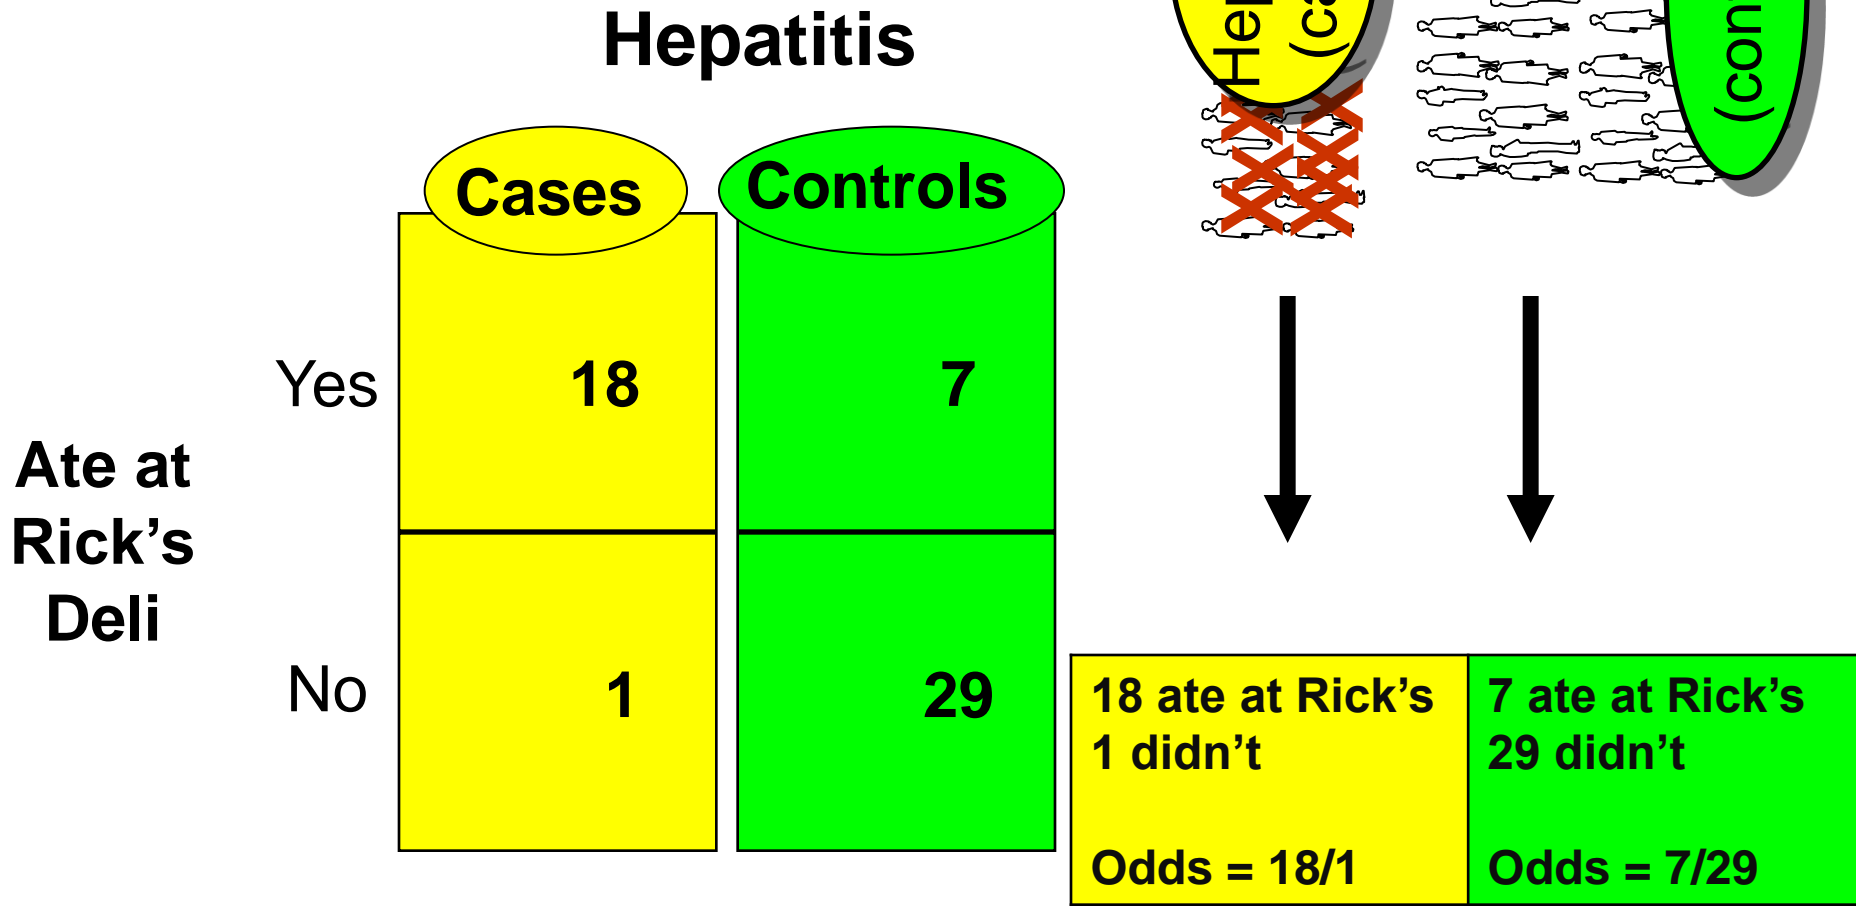 Hepatitis
Cases
Controls
Yes
18
7
Ate at
Rick's
Deli
No
1
29
18 ate at Rick's
1 didn't
Odds = 18/1
7 ate at Rick's
29 didn't
Odds = 7/29